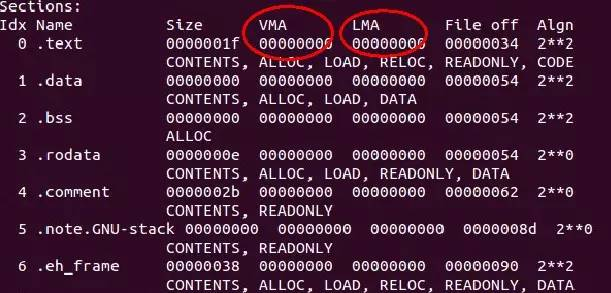 Sections:
Idx Name Size VMA LMA File off Algn
0 .text 0000001f 00000000 00000000 00000034 2**2
CONTENTS, ALLOC, LOAD, RELOC, READONLY, CODE
1 .data 00000000 00000000 00000000 00000054 2**2
CONTENTS, ALLOC, LOAD, DATA
2 .bss 00000000 00000000 00000000 00000054 2**2
ALLOC
3 .rodata 0000000e 00000000 00000000 00000054 2**0
CONTENTS, ALLOC, LOAD, READONLY, DATA
4 .comment 0000002b 00000000 00000000 00000062 2**0
CONTENTS, READONLY
5 .note.GNU-stack 00000000 00000000 00000000 0000008d 2**0
CONTENTS, READONLY
6 .eh_frame 00000038 00000000 00000000 00000090 2**2
CONTENTS, ALLOC, LOAD, RELOC, READONLY, DATA